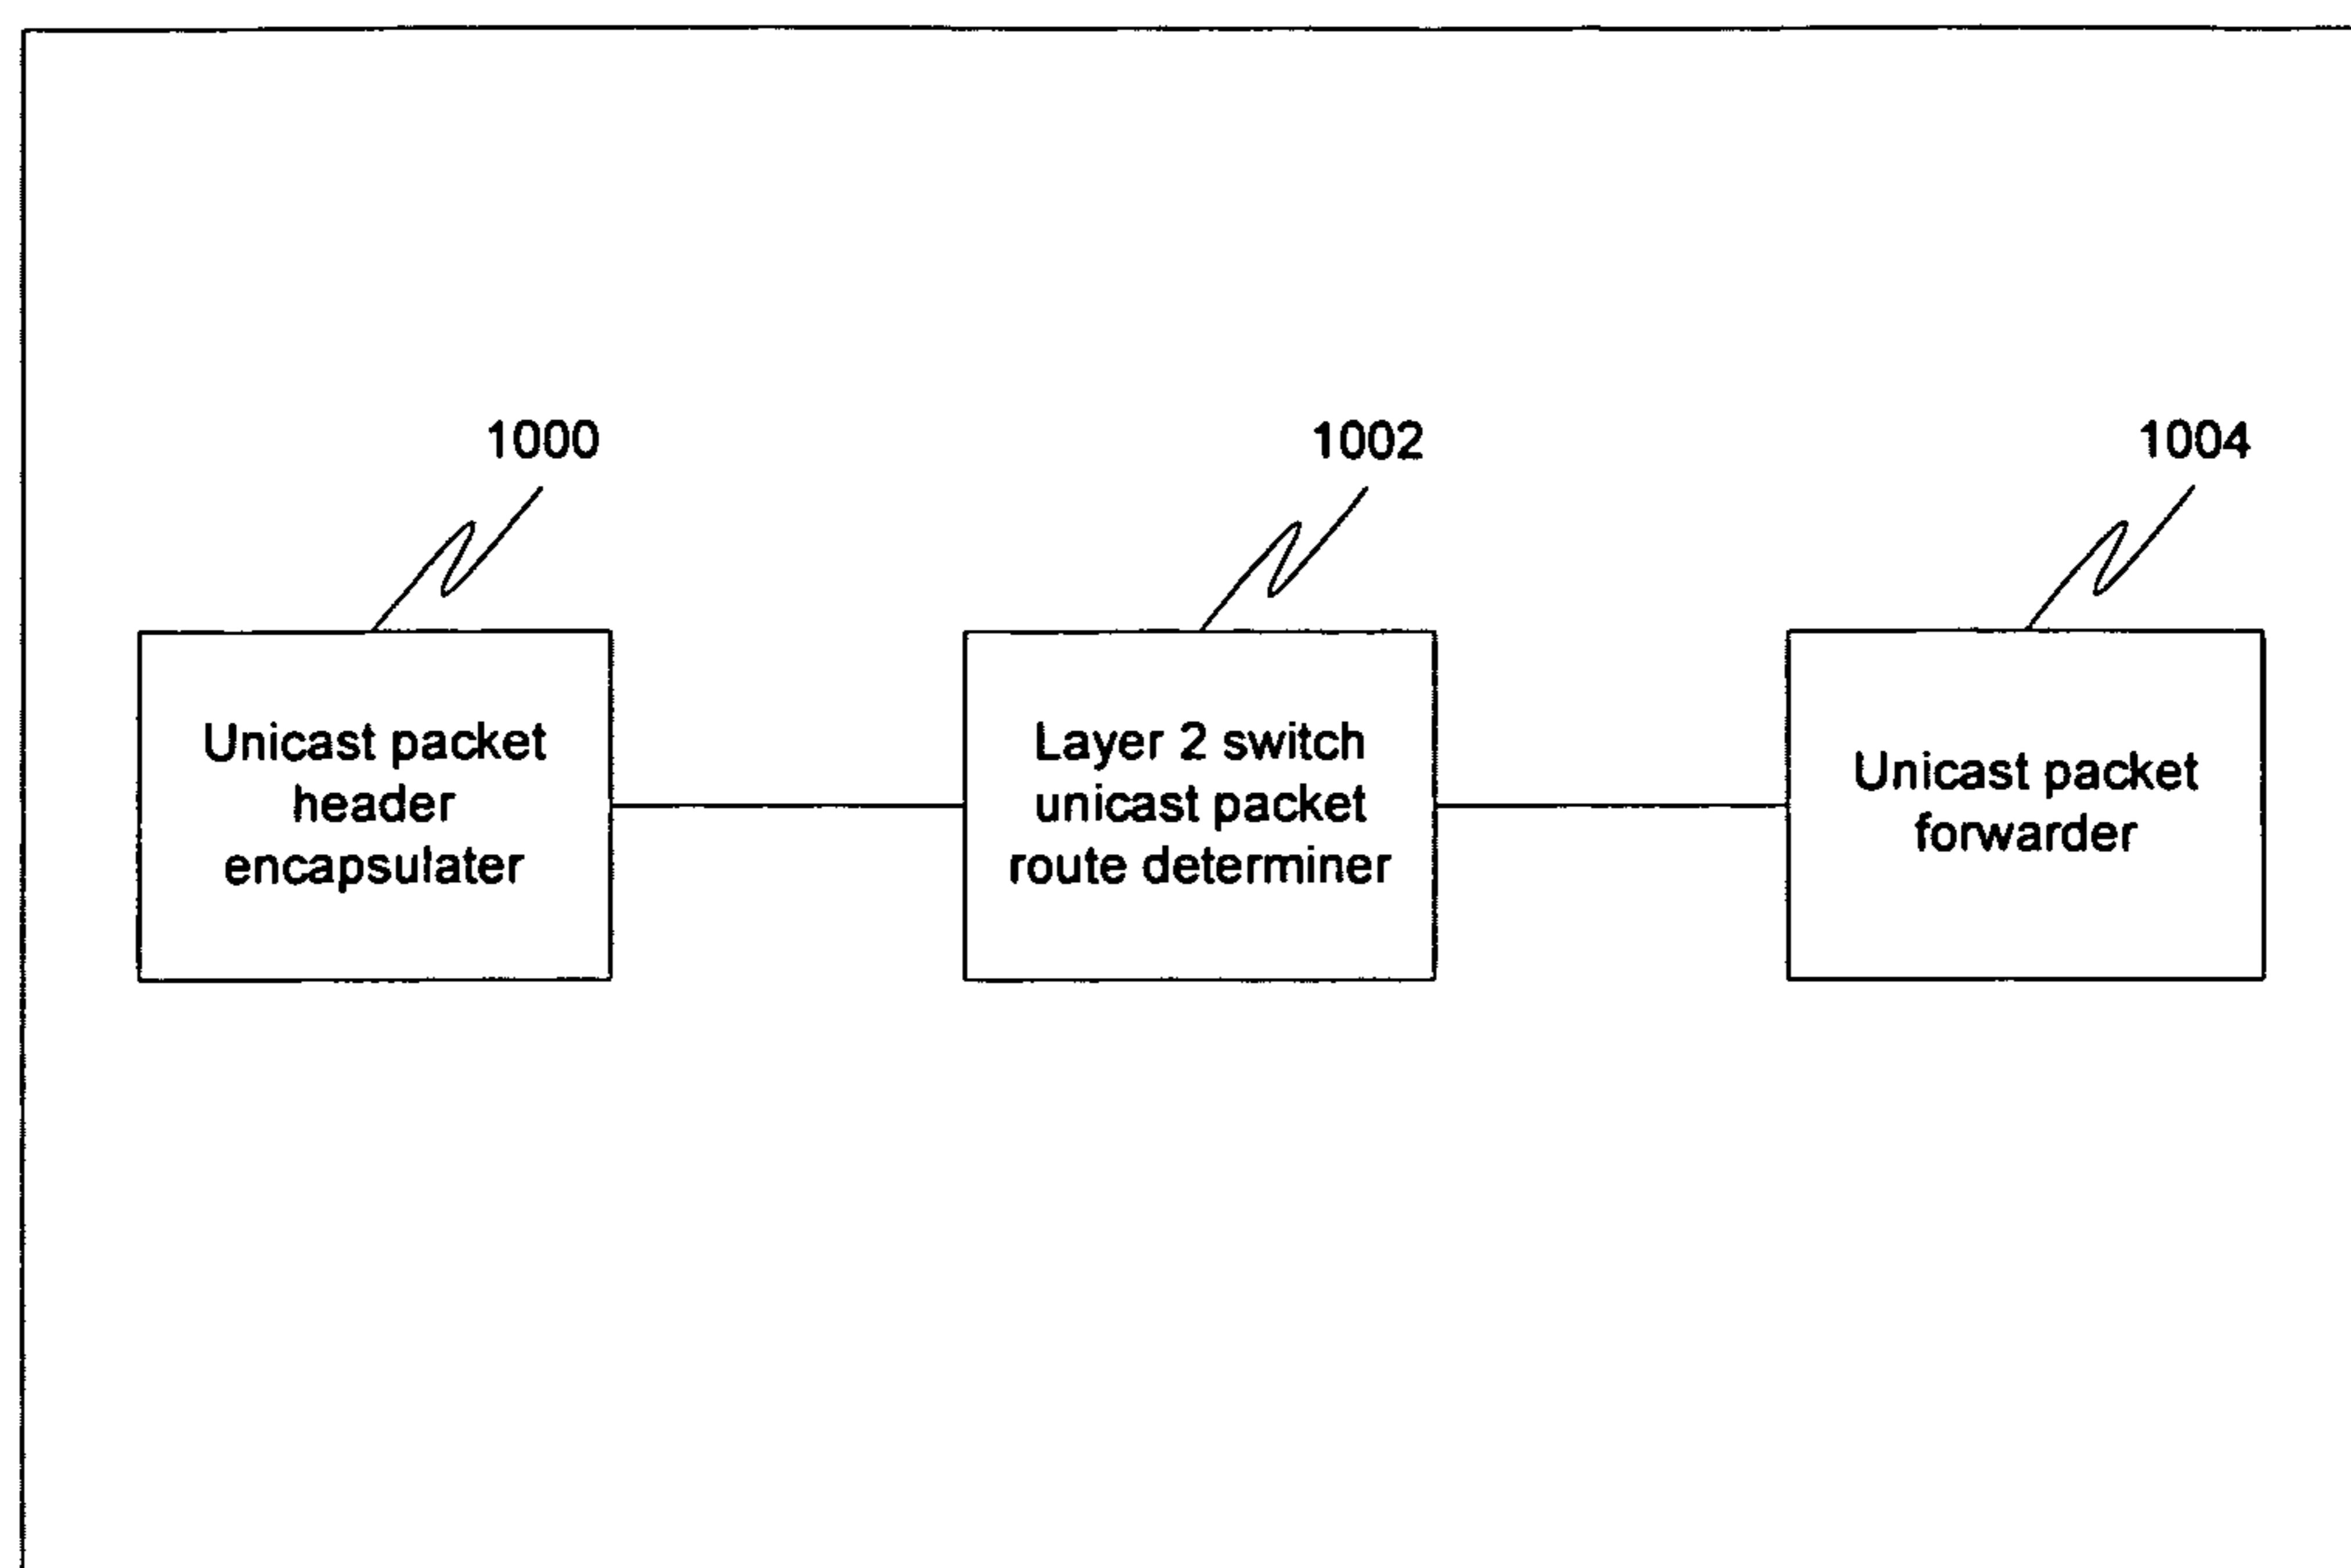 1000
1002
1004
Unicast packet
header
encapsulater
Layer 2 switch
unicast packet
route determiner
Unicast packet
forwarder